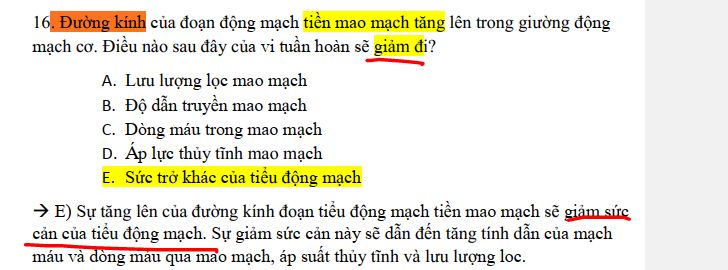 16. Đường kính của đoạn động mạch tiền mao mạch tăng lên trong giường động
mạch cơ. Điều nào sau đây của vi tuần hoàn sẽ giảm đi?
A. Lưu lượng lọc mao mạch
B. Độ dẫn truyền mao mạch
C. Dòng máu trong mao mạch
D. Áp lực thủy tĩnh mao mạch
E. Sức trở khác của tiểu động mạch
→ E) Sự tăng lên của đường kính đoạn tiểu động mạch tiền mao mạch sẽ giảm sức
cản của tiểu động mạch. Sự giảm sức cản này sẽ dẫn đến tăng tính dẫn của mạch
máu và dòng máu qua mao mạch, áp suất thủy tĩnh và lưu lượng lọc.